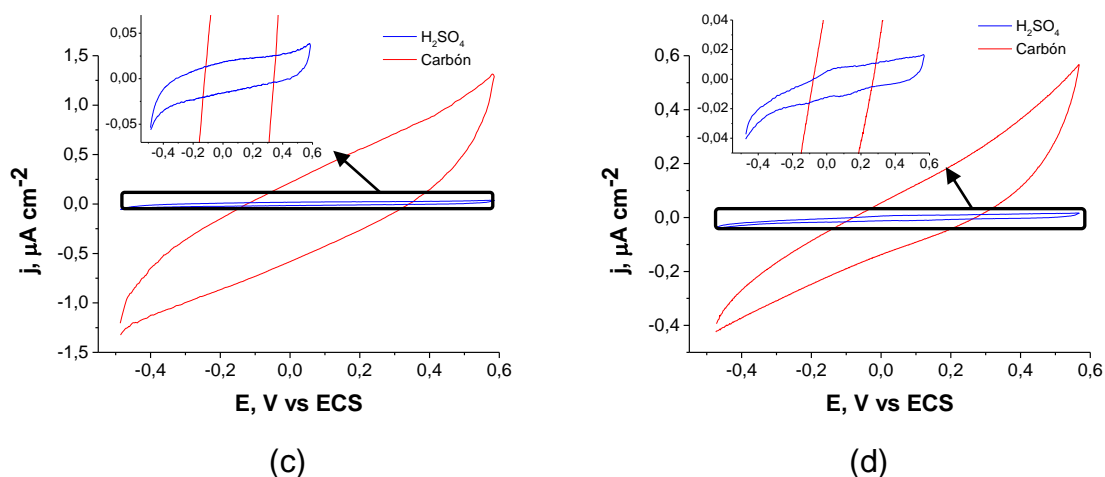 0,05
0,00
-0,05
-0,4 -0,2 0,0 0,2 0,4 0,6
H2SO4
Carbón
1,5
1,0
0,5
0,0
-0,5
-1,0
-1,5
-0,4 -0,2 0,0 0,2 0,4 0,6
j, µA cm-2
E, V vs ECS
(c)
0,04
0,02
0,00
-0,02
-0,04
-0,4 -0,2 0,0 0,2 0,4 0,6
H2SO4
Carbón
0,6
0,4
0,2
0,0
-0,2
-0,4
-0,4 -0,2 0,0 0,2 0,4 0,6
j, µA cm-2
E, V vs ECS
(d)